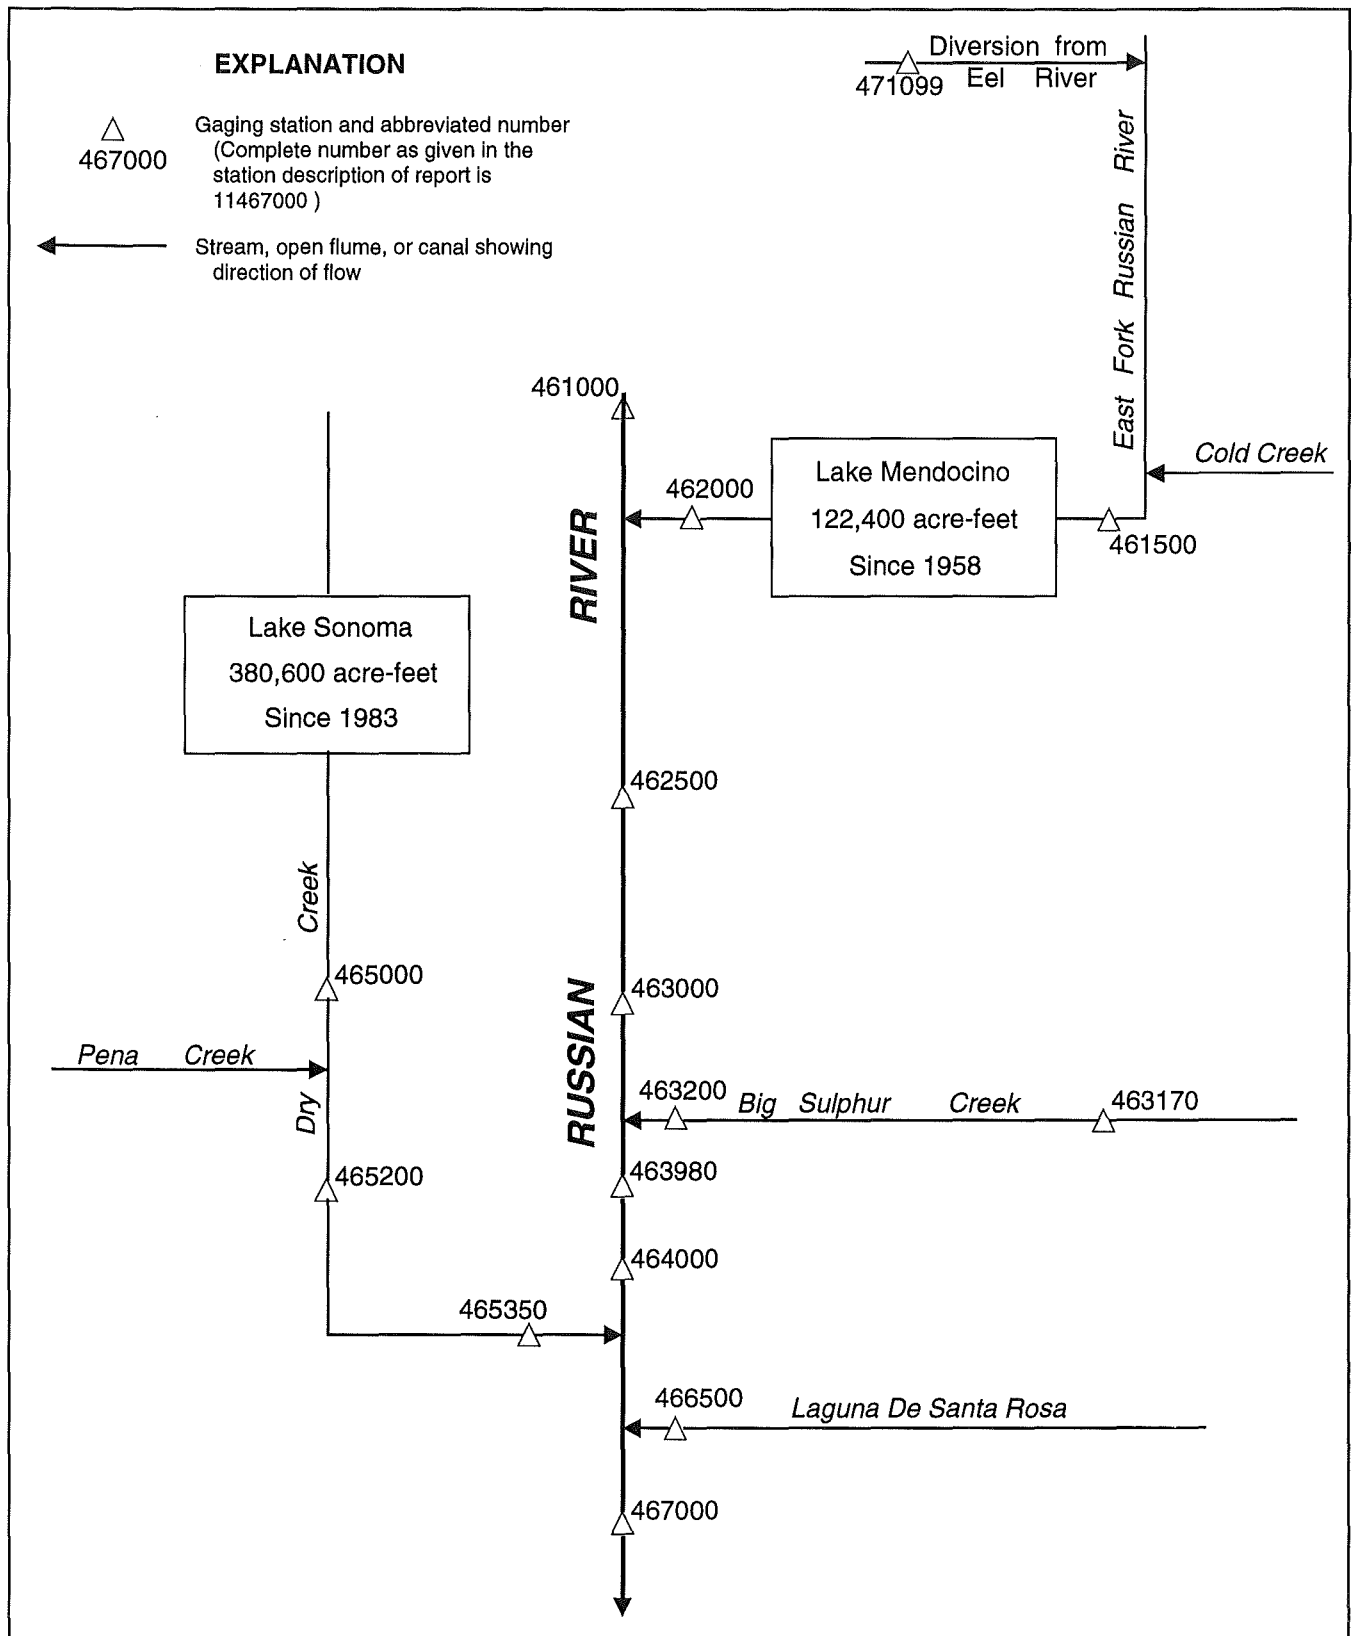 EXPLANATION
467000
Gaging station and abbreviated number
(Complete number as given in the
station description of report is
11467000 )
Stream, open flume, or canal showing
direction of flow
Diversion from
Eel River
471099
East Fork Russian River
Cold Creek
461000
462000
Lake Mendocino
122,400 acre-feet
Since 1958
461500
RIVER
Lake Sonoma
380,600 acre-feet
Since 1983
462500
Creek
465000
463000
RUSSIAN
Pena Creek
Dry
463200
Big Sulphur Creek
463170
465200
463980
464000
465350
466500
Laguna De Santa Rosa
467000